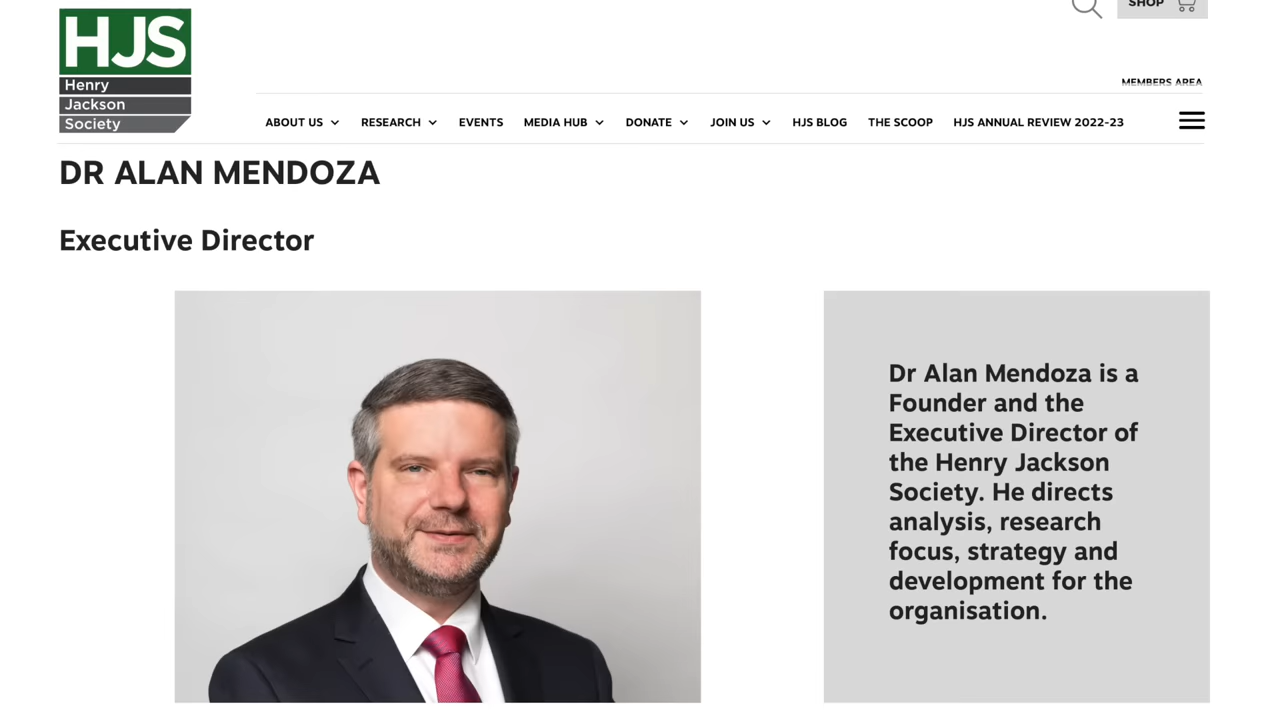 SHOP
HJS
Henry
Jackson
Society
MEMBERS AREA
ABOUT US RESEARCH EVENTS MEDIA HUB DONATE JOIN US HJS BLOG THE SCOOP HJS ANNUAL REVIEW 2022-23
DR ALAN MENDOZA
Executive Director
Dr Alan Mendoza is a
Founder and the
Executive Director of
the Henry Jackson
Society. He directs
analysis, research
focus, strategy and
development for the
organisation.